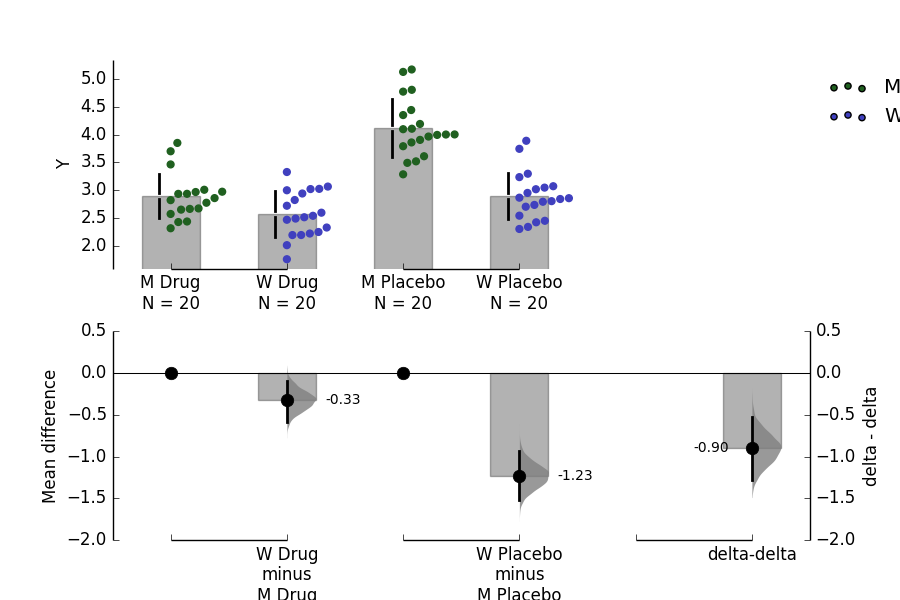 5.0
4.5
4.0
3.5
3.0
2.5
2.0
Y
M
W
M Drug
N = 20
W Drug
N = 20
M Placebo
N = 20
W Placebo
N = 20
0.5
0.0
−0.5
−1.0
−1.5
−2.0
Mean difference
-0.33
-1.23
-0.90
0.5
0.0
−0.5
−1.0
−1.5
−2.0
delta - delta
W Drug
minus
M Drug
W Placebo
minus
M Placebo
delta-delta